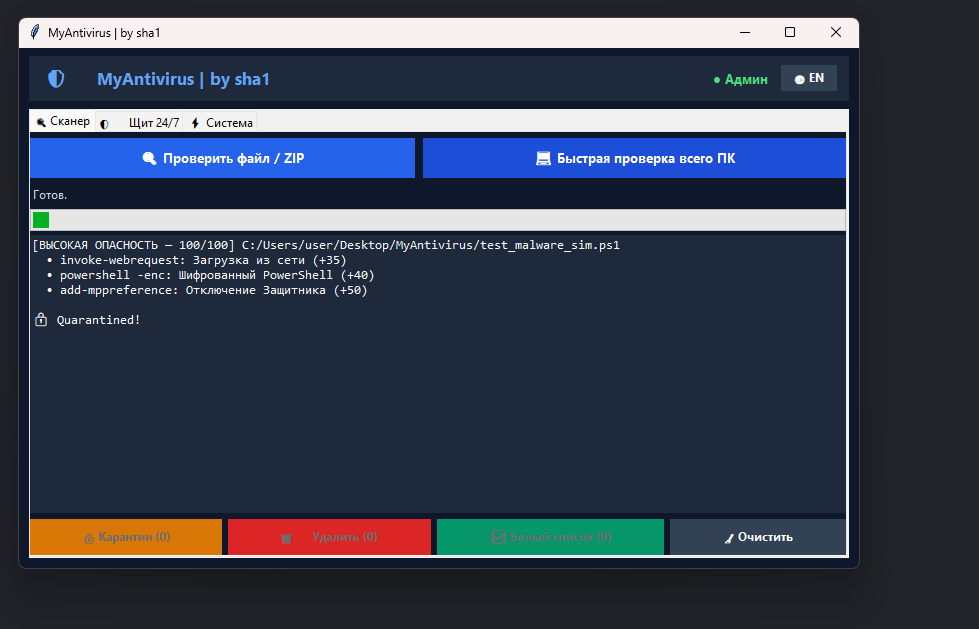 MyAntivirus | by sha1
MyAntivirus | by sha1
Админ
EN
Сканер
Щит 24/7
Система
Проверить файл / ZIP
Быстрая проверка всего ПК
Готов.
[ВЫСОКАЯ ОПАСНОСТЬ — 100/100] C:/Users/user/Desktop/MyAntivirus/test_malware_sim.ps1
• invoke-webrequest: Загрузка из сети (+35)
• powershell -enc: Шифрованный PowerShell (+40)
• add-mppreference: Отключение Защитника (+50)
Quarantined!
Карантин (0)
Удалить (0)
Белый список (0)
Очистить